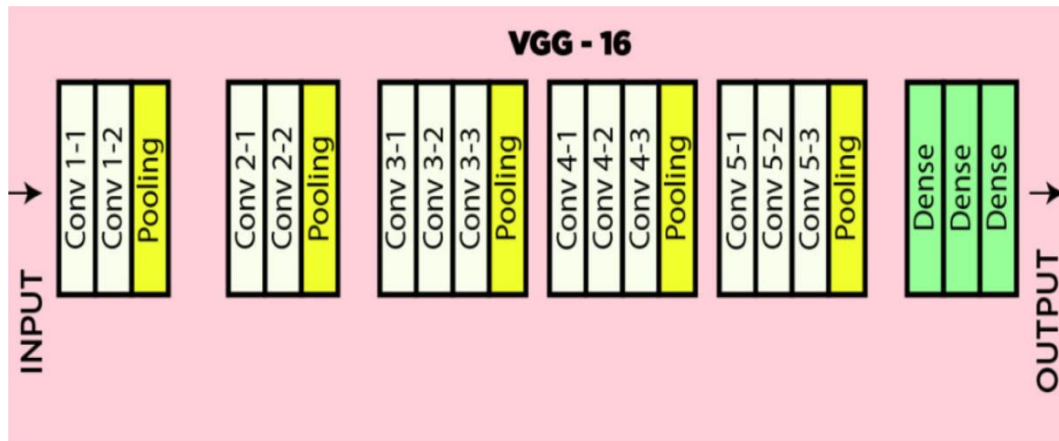 VGG - 16
INPUT
Conv 1-1
Conv 1-2
Pooling
Conv 2-1
Conv 2-2
Pooling
Conv 3-1
Conv 3-2
Conv 3-3
Pooling
Conv 4-1
Conv 4-2
Conv 4-3
Pooling
Conv 5-1
Conv 5-2
Conv 5-3
Pooling
Dense
Dense
Dense
OUTPUT